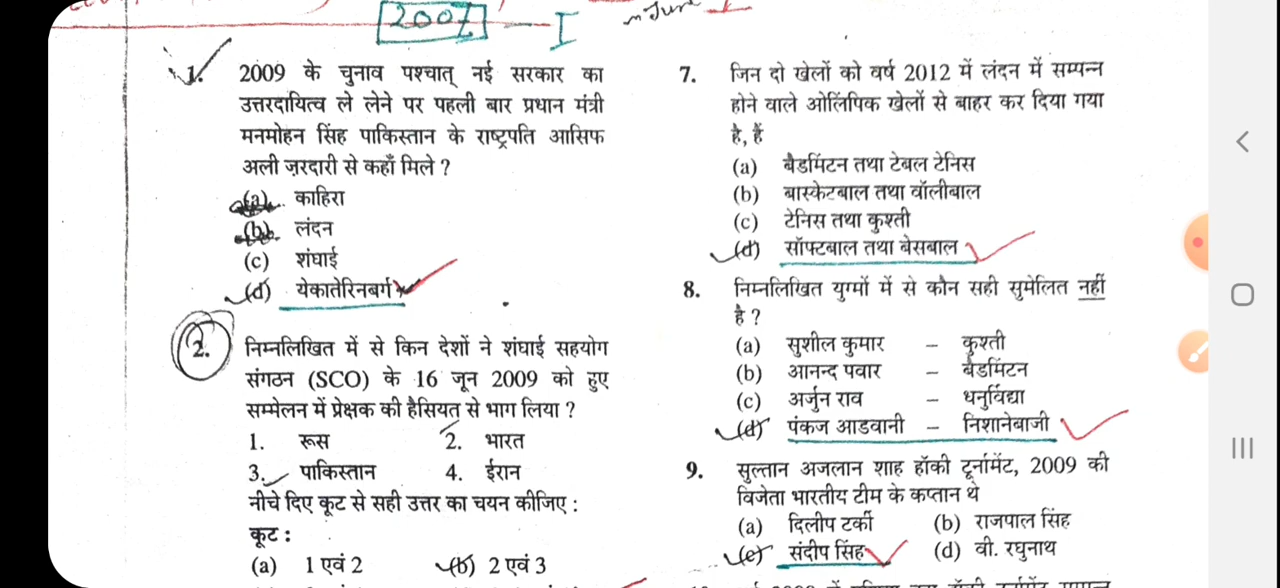 2007 I
1. 2009 के चुनाव पश्चात् नई सरकार का
उत्तरदायित्व ले लेने पर पहली बार प्रधान मंत्री
मनमोहन सिंह पाकिस्तान के राष्ट्रपति आसिफ
अली ज़रदारी से कहाँ मिले ?
(a) काहिरा
(b) लंदन
(c) शंघाई
(d) येकातेरिनबर्ग
2. निम्नलिखित में से किन देशों ने शंघाई सहयोग
संगठन (SCO) के 16 जून 2009 को हुए
सम्मेलन में प्रेक्षक की हैसियत से भाग लिया ?
1. रूस 2. भारत
3. पाकिस्तान 4. ईरान
नीचे दिए कूट से सही उत्तर का चयन कीजिए :
कूट :
(a) 1 एवं 2 (b) 2 एवं 3
7. जिन दो खेलों को वर्ष 2012 में लंदन में सम्पन्न
होने वाले ओलिंपिक खेलों से बाहर कर दिया गया
है, हैं
(a) बैडमिंटन तथा टेबल टेनिस
(b) बास्केटबाल तथा वॉलीबाल
(c) टेनिस तथा कुश्ती
(d) सॉफ्टबाल तथा बेसबाल
8. निम्नलिखित युग्मों में से कौन सही सुमेलित नहीं
है ?
(a) सुशील कुमार – कुश्ती
(b) आनन्द पवार – बैडमिंटन
(c) अर्जुन राव – धनुर्विद्या
(d) पंकज आडवानी – निशानेबाजी
9. सुल्तान अजलान शाह हॉकी टूर्नामेंट, 2009 की
विजेता भारतीय टीम के कप्तान थे
(a) दिलीप टर्की (b) राजपाल सिंह
(c) संदीप सिंह (d) वी. रघुनाथ